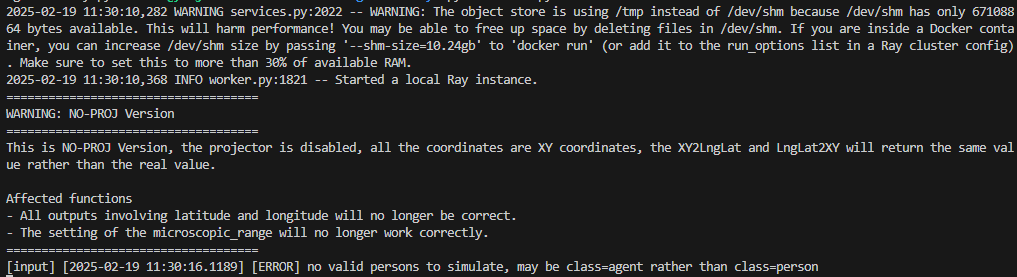 2025-02-19 11:30:10,282 WARNING services.py:2022 -- WARNING: The object store is using /tmp instead of /dev/shm because /dev/shm has only 671088
64 bytes available. This will harm performance! You may be able to free up space by deleting files in /dev/shm. If you are inside a Docker conta
iner, you can increase /dev/shm size by passing '--shm-size=10.24gb' to 'docker run' (or add it to the run_options list in a Ray cluster config)
. Make sure to set this to more than 30% of available RAM.
2025-02-19 11:30:10,368 INFO worker.py:1821 -- Started a local Ray instance.
====================================
WARNING: NO-PROJ Version
====================================
This is NO-PROJ Version, the projector is disabled, all the coordinates are XY coordinates, the XY2LngLat and LngLat2XY will return the same val
ue rather than the real value.
Affected functions
- All outputs involving latitude and longitude will no longer be correct.
- The setting of the microscopic_range will no longer work correctly.
====================================
[input] [2025-02-19 11:30:16.1189] [ERROR] no valid persons to simulate, may be class=agent rather than class=person